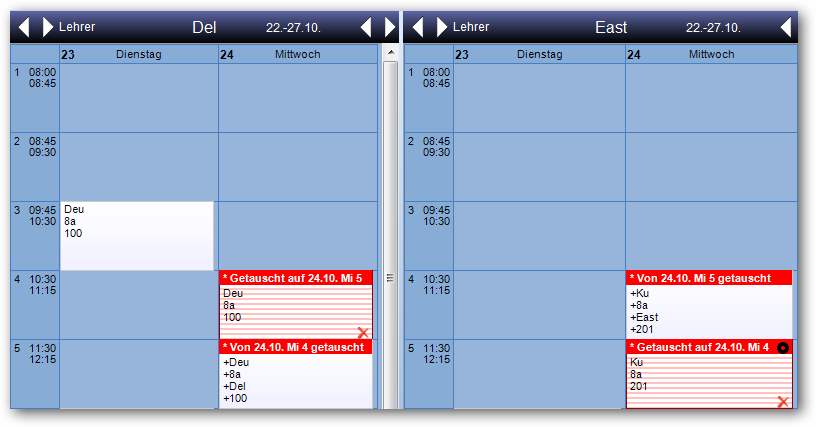 Lehrer Del 22.-27.10.
23 Dienstag 24 Mittwoch
1 08:00
08:45
2 08:45
09:30
3 09:45
10:30
Deu
8a
100
4 10:30
11:15
* Getauscht auf 24.10. Mi 5
Deu
8a
100
5 11:30
12:15
* Von 24.10. Mi 4 getauscht
+Deu
+8a
+Del
+100
Lehrer East 22.-27.10.
23 Dienstag 24 Mittwoch
1 08:00
08:45
2 08:45
09:30
3 09:45
10:30
4 10:30
11:15
* Von 24.10. Mi 5 getauscht
+Ku
+8a
+East
+201
5 11:30
12:15
* Getauscht auf 24.10. Mi 4
Ku
8a
201